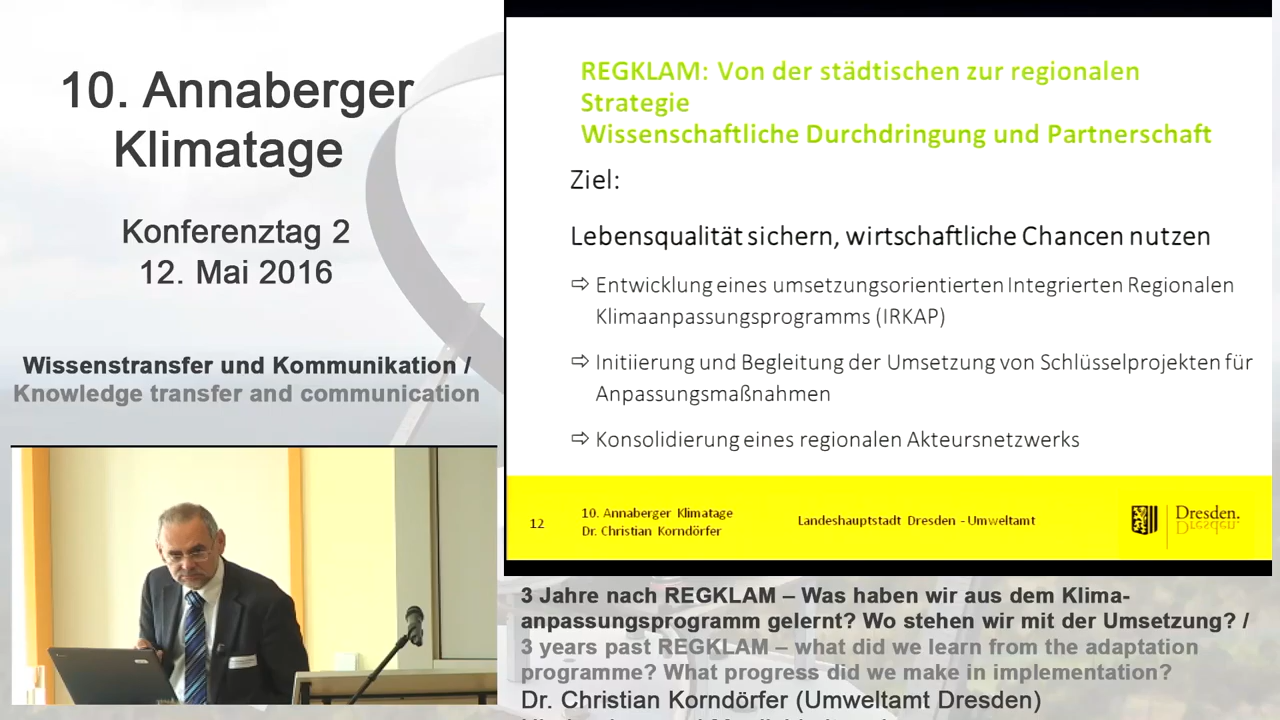 10. Annaberger
Klimatage
Konferenztag 2
12. Mai 2016
Wissenstransfer und Kommunikation /
Knowledge transfer and communication
REGKLAM: Von der städtischen zur regionalen
Strategie
Wissenschaftliche Durchdringung und Partnerschaft
Ziel:
Lebensqualität sichern, wirtschaftliche Chancen nutzen
⇨ Entwicklung eines umsetzungsorientierten Integrierten Regionalen
Klimaanpassungsprogramms (IRKAP)
⇨ Initiierung und Begleitung der Umsetzung von Schlüsselprojekten für
Anpassungsmaßnahmen
⇨ Konsolidierung eines regionalen Akteursnetzwerks
12
10. Annaberger Klimatage
Dr. Christian Korndörfer
Landeshauptstadt Dresden - Umweltamt
Dresden.
Dresden.
3 Jahre nach REGKLAM – Was haben wir aus dem Klima-
anpassungsprogramm gelernt? Wo stehen wir mit der Umsetzung? /
3 years past REGKLAM – what did we learn from the adaptation
programme? What progress did we make in implementation?
Dr. Christian Korndörfer (Umweltamt Dresden)